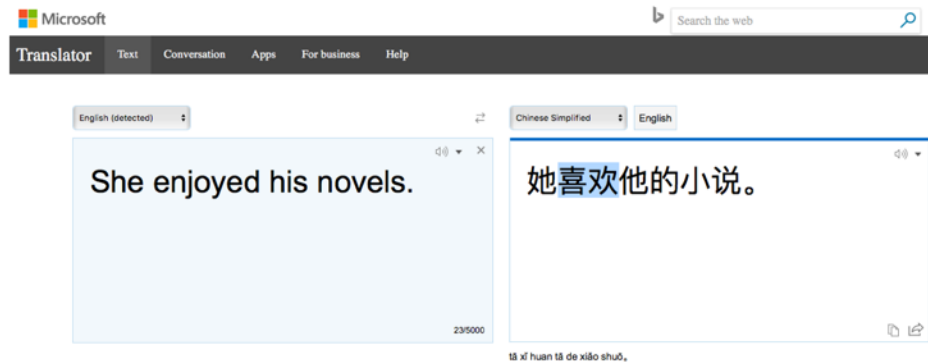 Microsoft
Search the web
Translator Text Conversation Apps For business Help
English (detected)
Chinese Simplified English
She enjoyed his novels.
她喜欢他的小说。
23/5000
tā xǐ huan tā de xiǎo shuō。